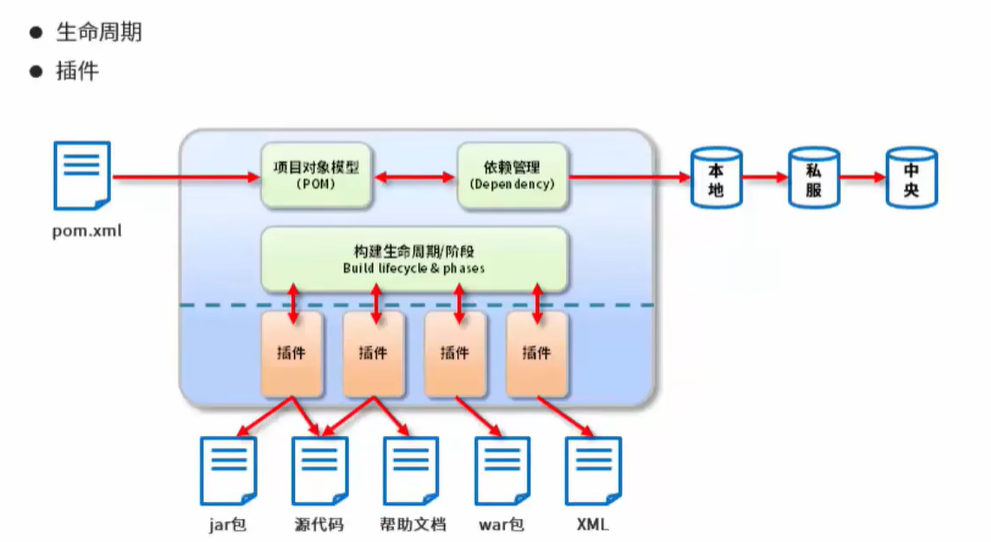 生命周期
插件
项目对象模型
（POM）
依赖管理
（Dependency）
本地
私服
中央
pom.xml
构建生命周期/阶段
Build lifecycle & phases
插件
插件
插件
插件
jar包
源代码
帮助文档
war包
XML